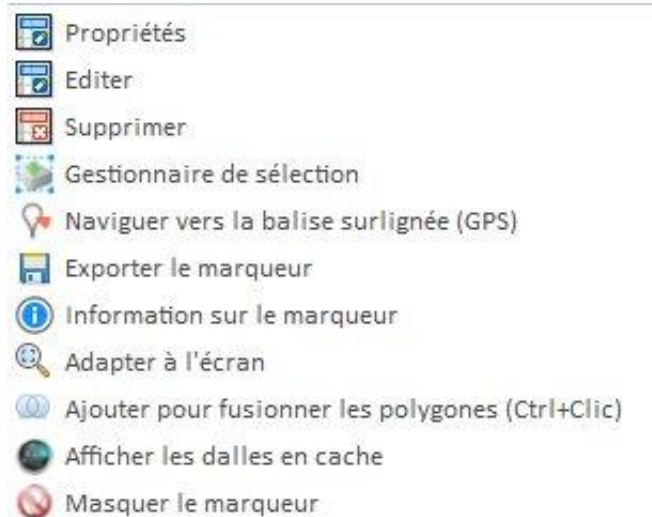 Propriétés
Editer
Supprimer
Gestionnaire de sélection
Naviguer vers la balise surlignée (GPS)
Exporter le marqueur
Information sur le marqueur
Adapter à l'écran
Ajouter pour fusionner les polygones (Ctrl+Clic)
Afficher les dalles en cache
Masquer le marqueur